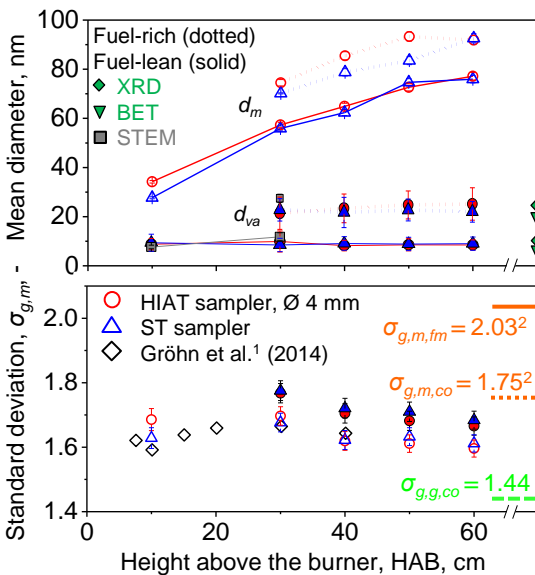 Fuel-rich (dotted)
Fuel-lean (solid)
XRD
BET
STEM
d_m
d_va
100
80
60
40
20
0
Mean diameter, nm
HIAT sampler, Ø 4 mm
ST sampler
Gröhn et al.¹ (2014)
σ_g,m,fm = 2.03²
σ_g,m,co = 1.75²
σ_g,g,co = 1.44
2.0
1.8
1.6
1.4
Standard deviation, σ_g,m, -
0 20 40 60
Height above the burner, HAB, cm